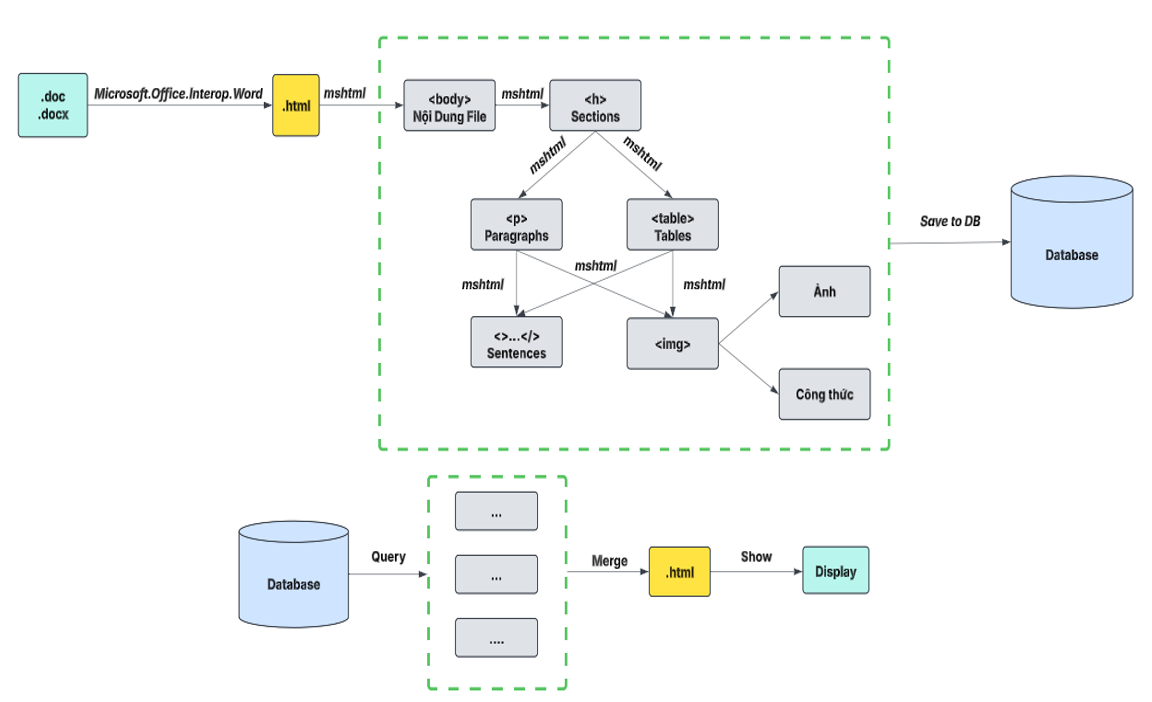 .doc
.docx
Microsoft.Office.Interop.Word
.html
mshtml
<body>
Nội Dung File
mshtml
<h>
Sections
mshtml
mshtml
<p>
Paragraphs
<table>
Tables
mshtml
mshtml
mshtml
<>...</>
Sentences
<img>
Ảnh
Công thức
Save to DB
Database
Database
Query
...
...
....
Merge
.html
Show
Display